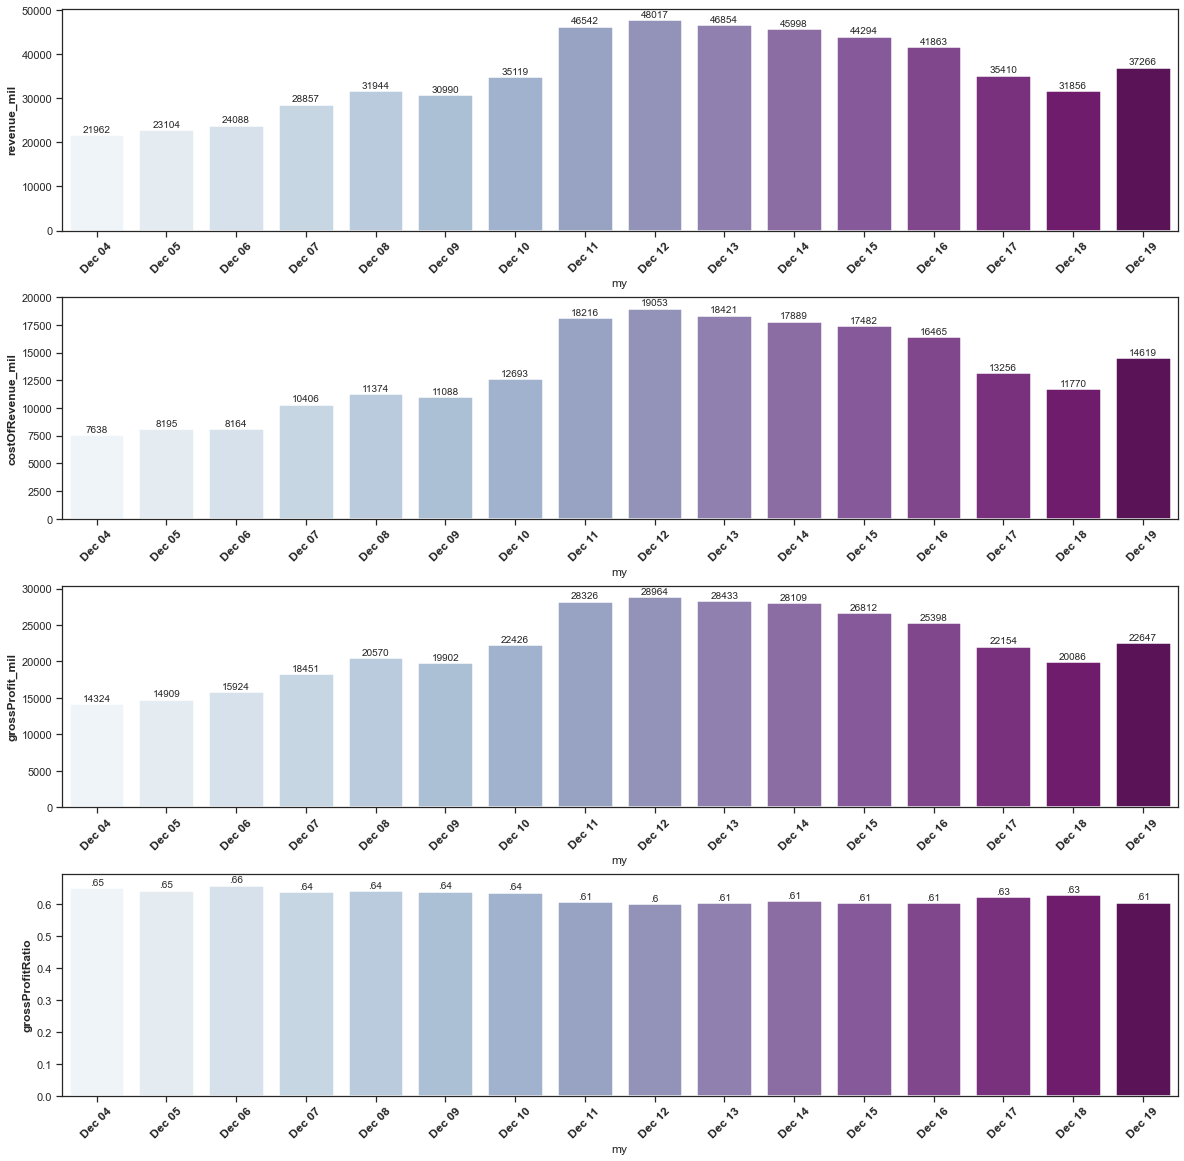 revenue_mil
50000
40000
30000
20000
10000
0
21962 23104 24088 28857 31944 30990 35119 46542 48017 46854 45998 44294 41863 35410 31856 37266
Dec 04 Dec 05 Dec 06 Dec 07 Dec 08 Dec 09 Dec 10 Dec 11 Dec 12 Dec 13 Dec 14 Dec 15 Dec 16 Dec 17 Dec 18 Dec 19
my
costOfRevenue_mil
20000
17500
15000
12500
10000
7500
5000
2500
0
7638 8195 8164 10406 11374 11088 12693 18216 19053 18421 17889 17482 16465 13256 11770 14619
Dec 04 Dec 05 Dec 06 Dec 07 Dec 08 Dec 09 Dec 10 Dec 11 Dec 12 Dec 13 Dec 14 Dec 15 Dec 16 Dec 17 Dec 18 Dec 19
my
grossProfit_mil
30000
25000
20000
15000
10000
5000
0
14324 14909 15924 18451 20570 19902 22426 28326 28964 28433 28109 26812 25398 22154 20086 22647
Dec 04 Dec 05 Dec 06 Dec 07 Dec 08 Dec 09 Dec 10 Dec 11 Dec 12 Dec 13 Dec 14 Dec 15 Dec 16 Dec 17 Dec 18 Dec 19
my
grossProfitRatio
0.6
0.5
0.4
0.3
0.2
0.1
0.0
.65 .65 .66 .64 .64 .64 .64 .61 .6 .61 .61 .61 .61 .63 .63 .61
Dec 04 Dec 05 Dec 06 Dec 07 Dec 08 Dec 09 Dec 10 Dec 11 Dec 12 Dec 13 Dec 14 Dec 15 Dec 16 Dec 17 Dec 18 Dec 19
my